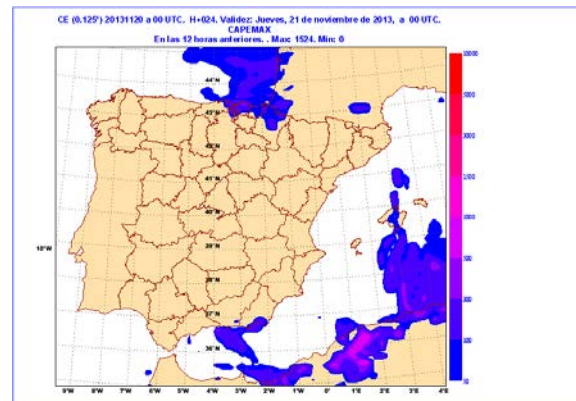 CE (0.125°) 20131120 a 00 UTC. H+024. Validez: Jueves, 21 de noviembre de 2013, a 00 UTC.
CAPEMAX
En las 12 horas anteriores. . Max: 1524. Min: 0
44°N
43°N
42°N
41°N
40°N
39°N
38°N
37°N
36°N
10°W
9°W 8°W 7°W 6°W 5°W 4°W 3°W 2°W 1°W 0° 1°E 2°E 3°E 4°E